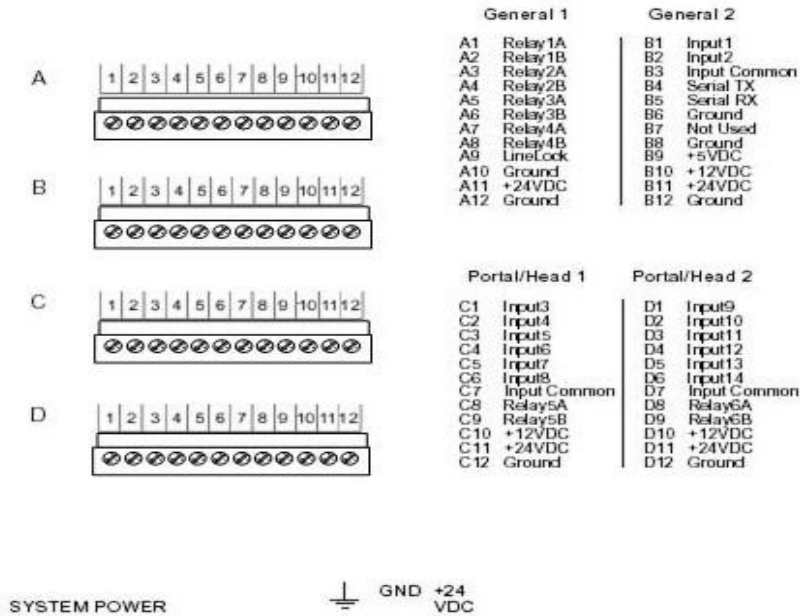 General 1 General 2
A 1 2 3 4 5 6 7 8 9 10 11 12
A1 Relay1A B1 Input1
A2 Relay1B B2 Input2
A3 Relay2A B3 Input Common
A4 Relay2B B4 Serial TX
A5 Relay3A B5 Serial RX
A6 Relay3B B6 Ground
A7 Relay4A B7 Not Used
A8 Relay4B B8 Ground
A9 LineLock B9 +5VDC
A10 Ground B10 +12VDC
A11 +24VDC B11 +24VDC
A12 Ground B12 Ground
B 1 2 3 4 5 6 7 8 9 10 11 12
Portal/Head 1 Portal/Head 2
C 1 2 3 4 5 6 7 8 9 10 11 12
C1 Input3 D1 Input9
C2 Input4 D2 Input10
C3 Input5 D3 Input11
C4 Input6 D4 Input12
C5 Input7 D5 Input13
C6 Input8 D6 Input14
C7 Input Common D7 Input Common
C8 Relay5A D8 Relay6A
C9 Relay5B D9 Relay6B
C10 +12VDC D10 +12VDC
C11 +24VDC D11 +24VDC
C12 Ground D12 Ground
D 1 2 3 4 5 6 7 8 9 10 11 12
SYSTEM POWER GND +24
VDC